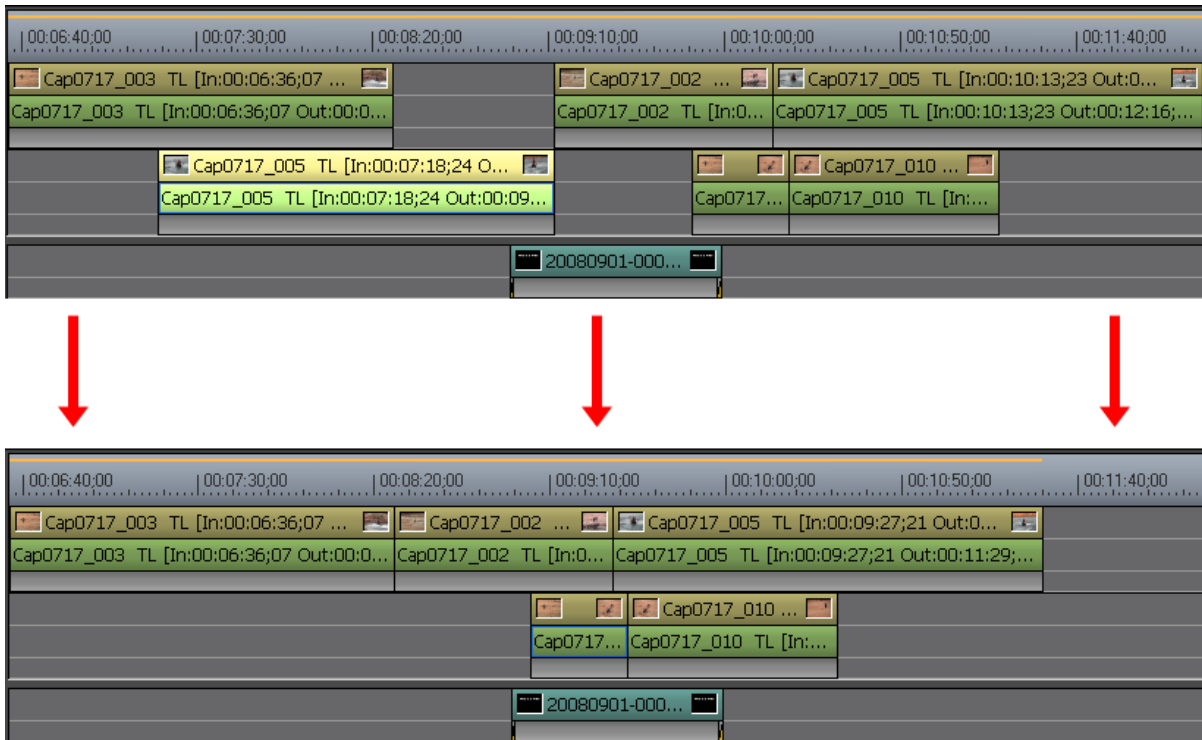 00:06:40;00 00:07:30;00 00:08:20;00 00:09:10;00 00:10:00;00 00:10:50;00 00:11:40;00
Cap0717_003 TL [In:00:06:36;07 ... Cap0717_002 ... Cap0717_005 TL [In:00:10:13;23 Out:0...
Cap0717_003 TL [In:00:06:36;07 Out:00:0... Cap0717_002 TL [In:0... Cap0717_005 TL [In:00:10:13;23 Out:00:12:16;...
Cap0717_005 TL [In:00:07:18;24 O... Cap0717_010 ...
Cap0717_005 TL [In:00:07:18;24 Out:00:09... Cap0717... Cap0717_010 TL [In:...
20080901-000...
00:06:40;00 00:07:30;00 00:08:20;00 00:09:10;00 00:10:00;00 00:10:50;00 00:11:40;00
Cap0717_003 TL [In:00:06:36;07 ... Cap0717_002 ... Cap0717_005 TL [In:00:09:27;21 Out:0...
Cap0717_003 TL [In:00:06:36;07 Out:00:0... Cap0717_002 TL [In:0... Cap0717_005 TL [In:00:09:27;21 Out:00:11:29;...
Cap0717_010 ...
Cap0717... Cap0717_010 TL [In:...
20080901-000...